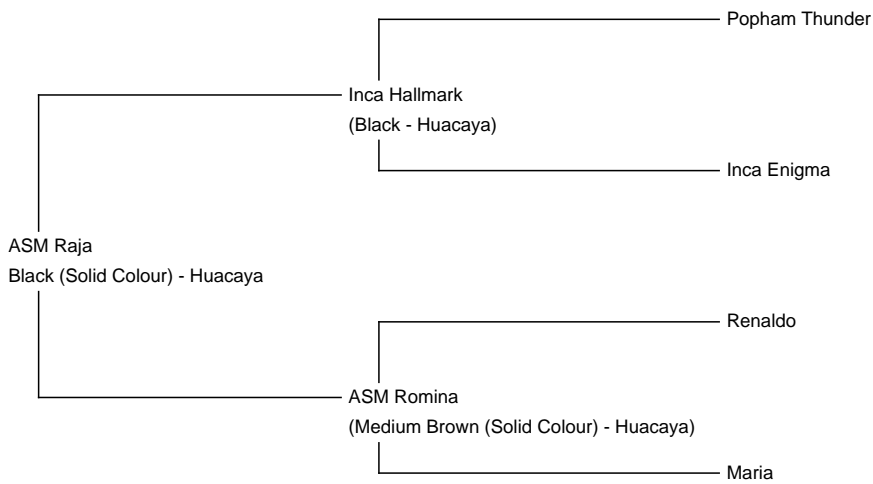 Popham Thunder
Inca Hallmark
(Black - Huacaya)
Inca Enigma
ASM Raja
Black (Solid Colour) - Huacaya
Renaldo
ASM Romina
(Medium Brown (Solid Colour) - Huacaya)
Maria